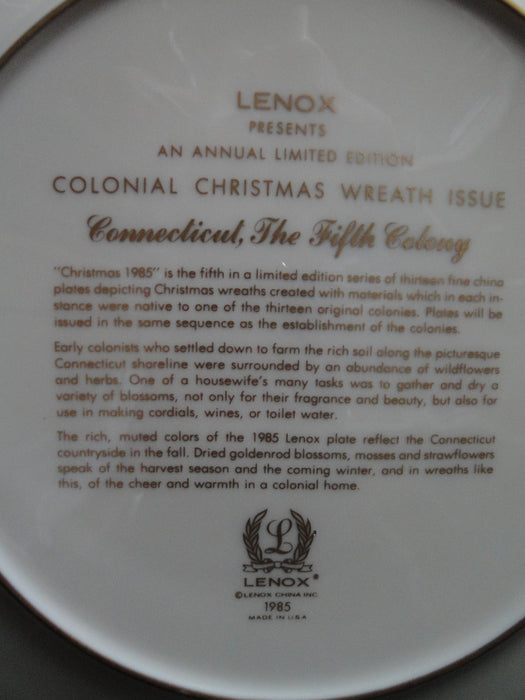 LENOX
PRESENTS
AN ANNUAL LIMITED EDITION
COLONIAL CHRISTMAS WREATH ISSUE
Connecticut, The Fifth Colony
"Christmas 1985" is the fifth in a limited edition series of thirteen fine china
plates depicting Christmas wreaths created with materials which in each in-
stance were native to one of the thirteen original colonies. Plates will be
issued in the same sequence as the establishment of the colonies.
Early colonists who settled down to farm the rich soil along the picturesque
Connecticut shoreline were surrounded by an abundance of wildflowers
and herbs. One of a housewife's many tasks was to gather and dry a
variety of blossoms, not only for their fragrance and beauty, but also for
use in making cordials, wines, or toilet water.
The rich, muted colors of the 1985 Lenox plate reflect the Connecticut
countryside in the fall. Dried goldenrod blossoms, mosses and strawflowers
speak of the harvest season and the coming winter, and in wreaths like
this, of the cheer and warmth in a colonial home.
L
LENOX®
©LENOX CHINA INC.
1985
MADE IN USA